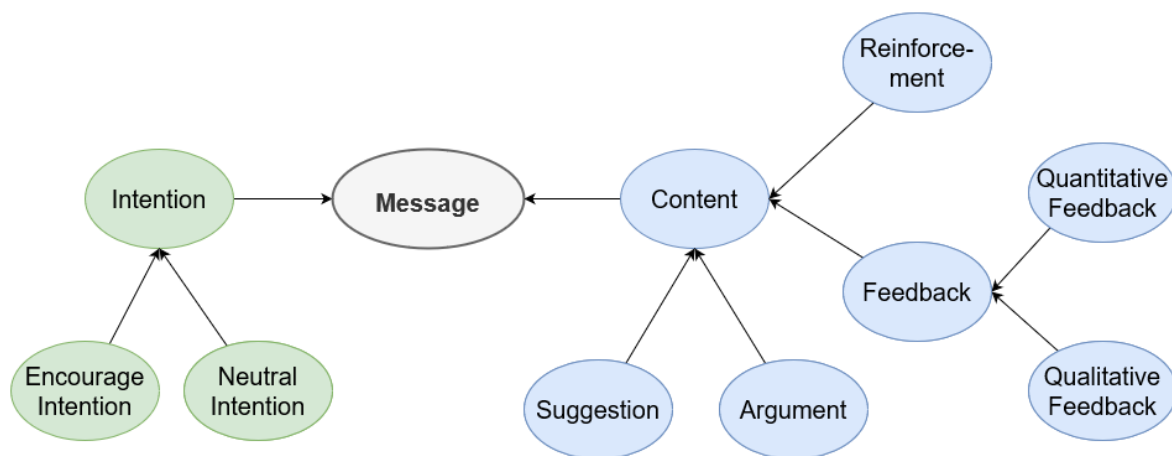 Reinforce-
ment
Intention
Message
Content
Quantitative
Feedback
Feedback
Encourage
Intention
Neutral
Intention
Suggestion
Argument
Qualitative
Feedback